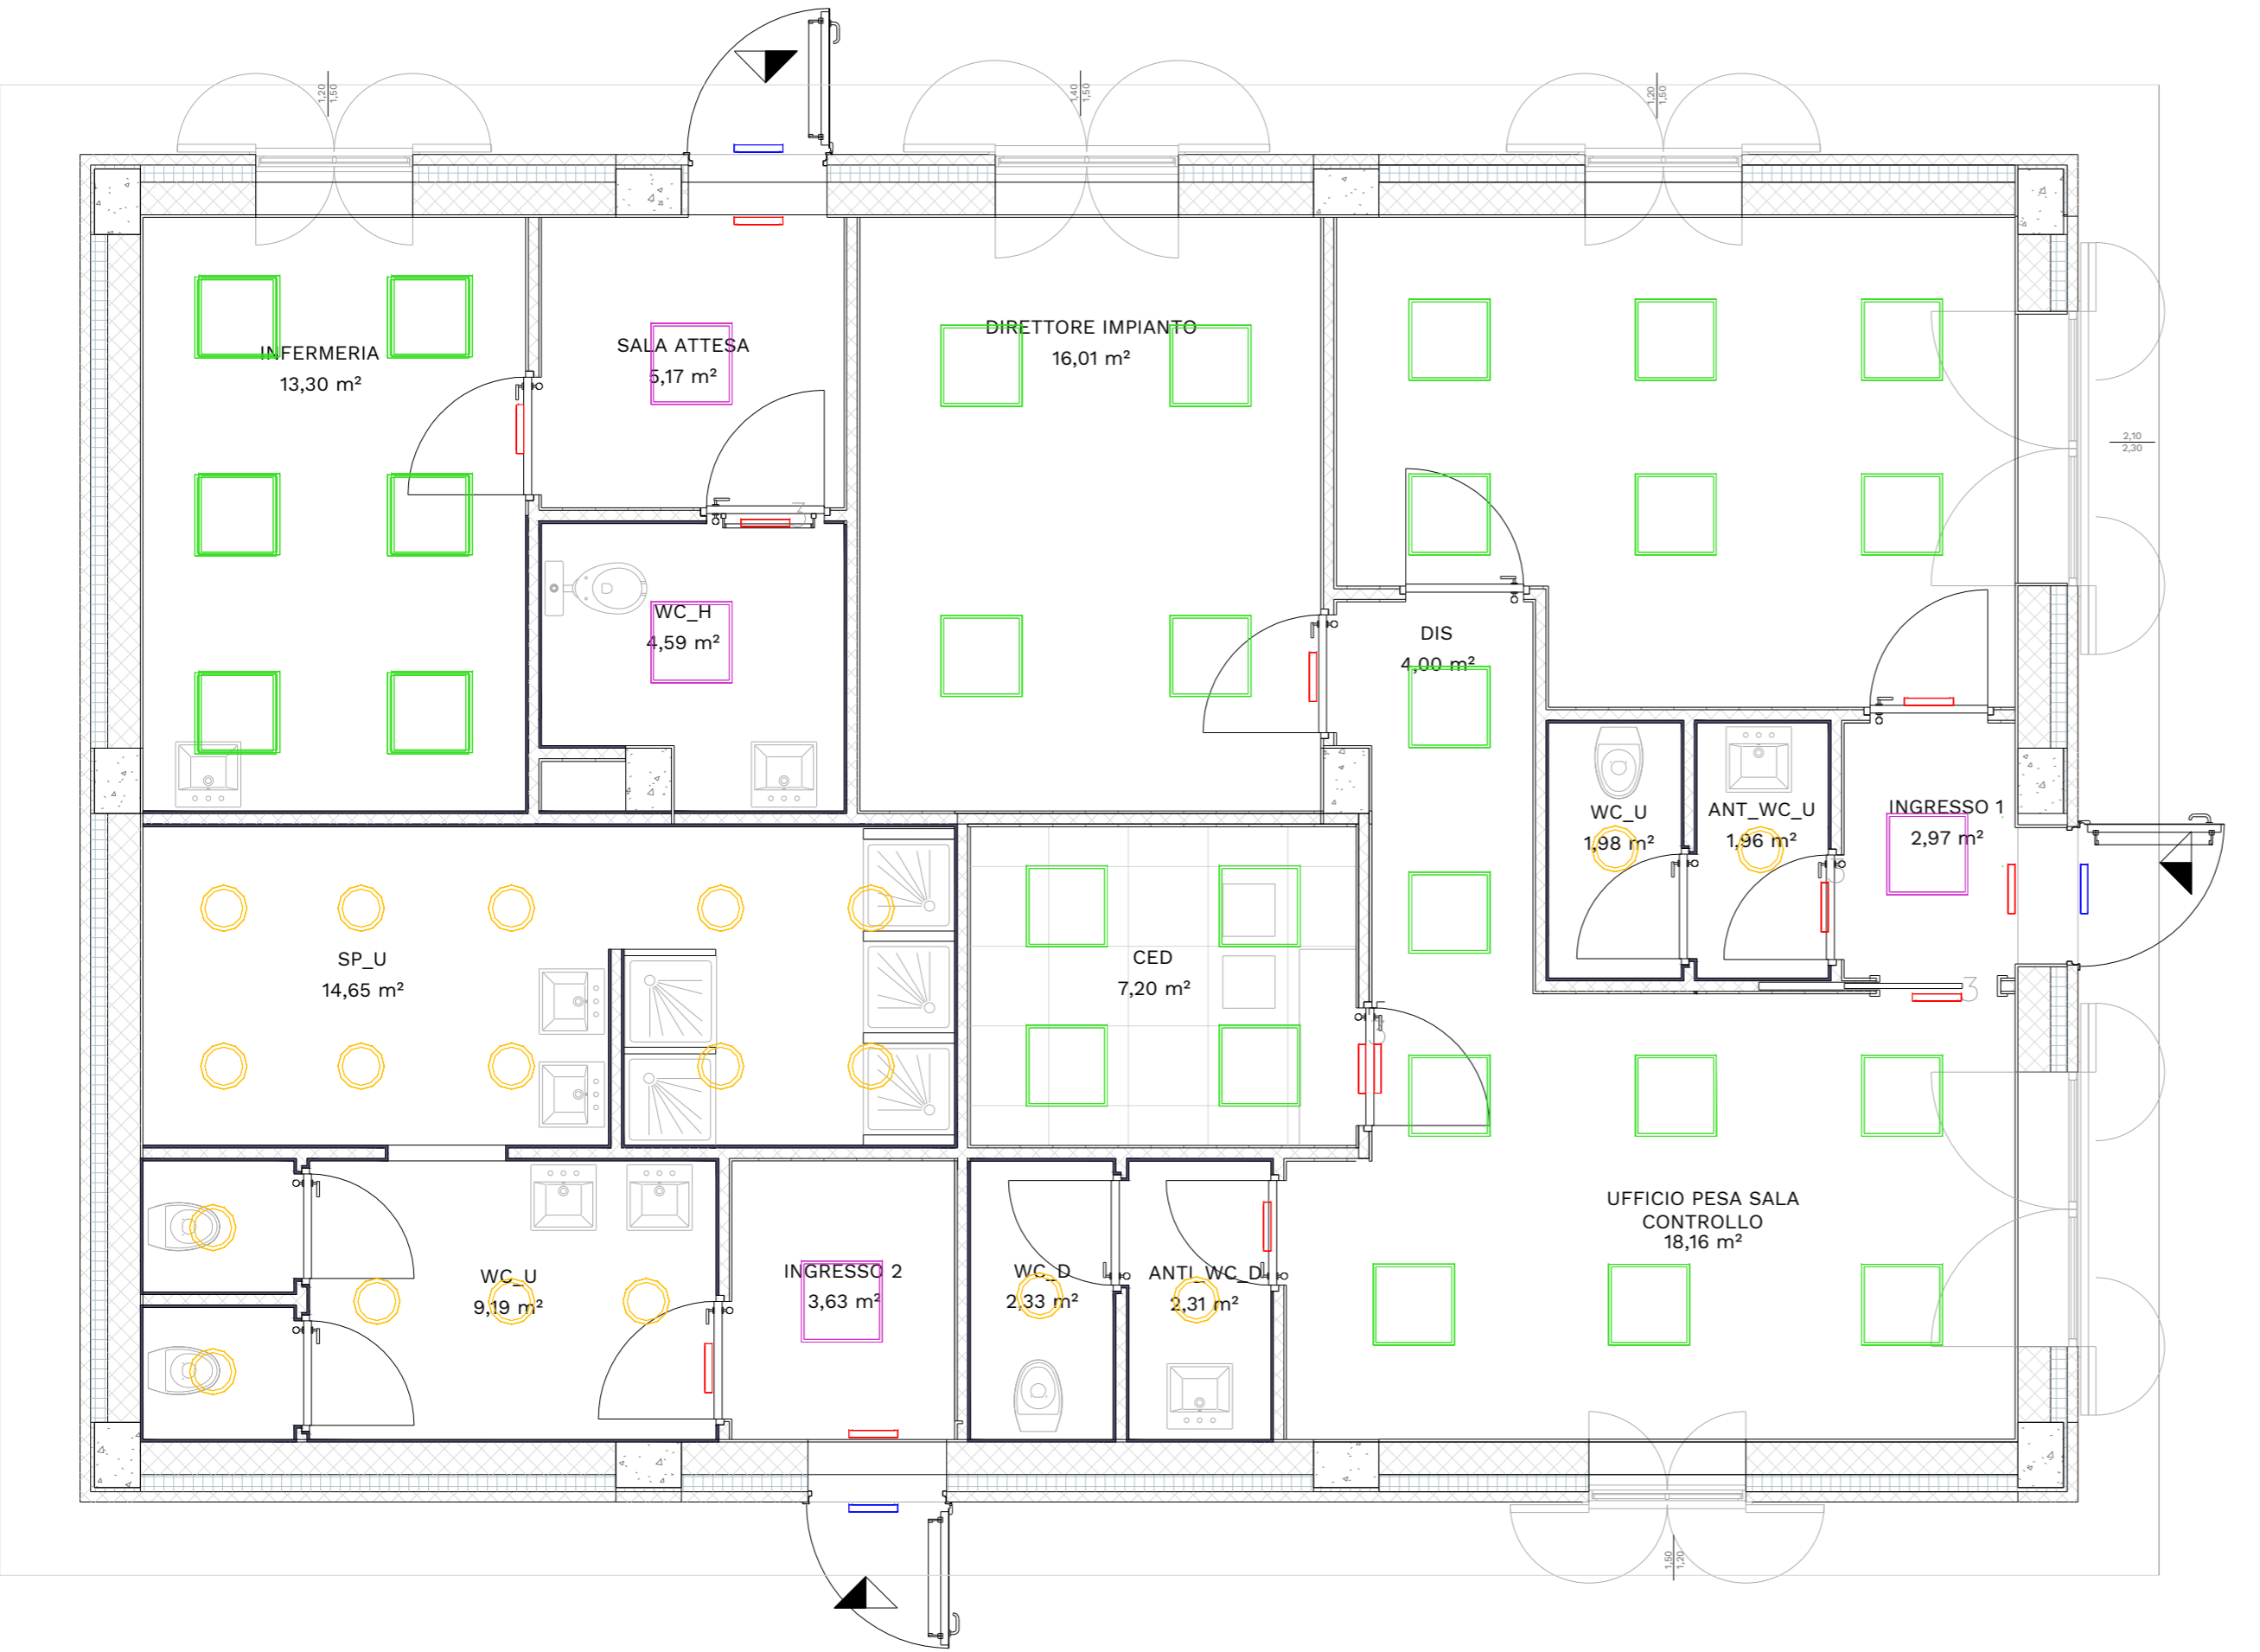 1,20
1,50
1,40
1,50
1,20
1,50
INFERMERIA
13,30 m²
SALA ATTESA
5,17 m²
DIRETTORE IMPIANTO
16,01 m²
2,10
2,30
3
WC_H
4,59 m²
DIS
4,00 m²
WC_U
1,98 m²
ANT_WC_U
1,96 m²
INGRESSO 1
2,97 m²
SP_U
14,65 m²
CED
7,20 m²
3
UFFICIO PESA SALA
CONTROLLO
18,16 m²
WC_U
9,19 m²
INGRESSO 2
3,63 m²
WC_D
2,33 m²
ANTI_WC_D
2,31 m²
1,50
1,20